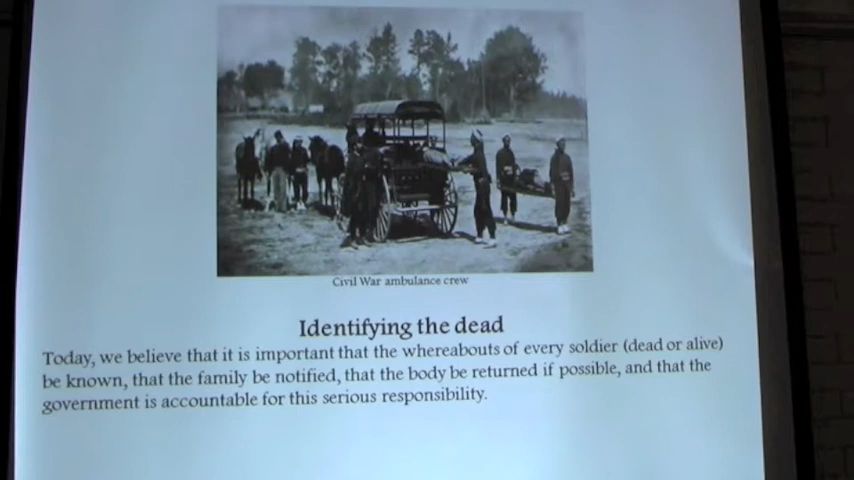 Civil War ambulance crew
Identifying the dead
Today, we believe that it is important that the whereabouts of every soldier (dead or alive)
be known, that the family be notified, that the body be returned if possible, and that the
government is accountable for this serious responsibility.